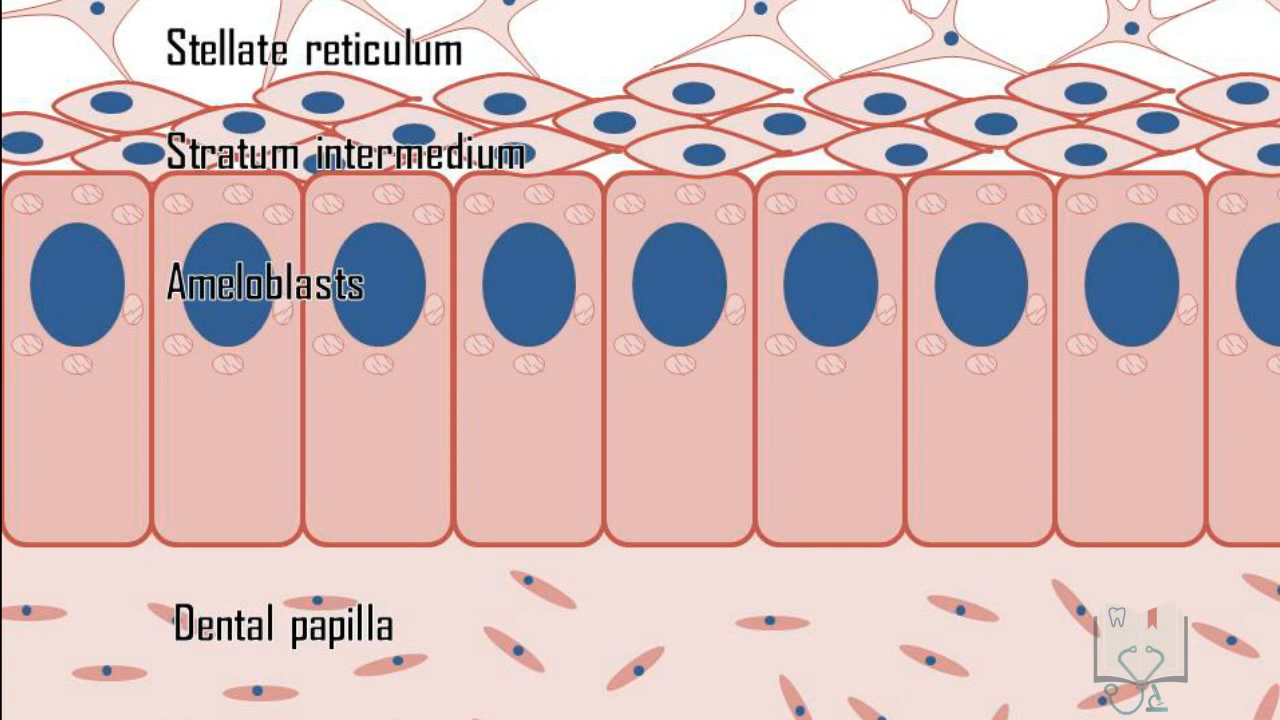 Stellate reticulum
Stratum intermedium
Ameloblasts
Dental papilla